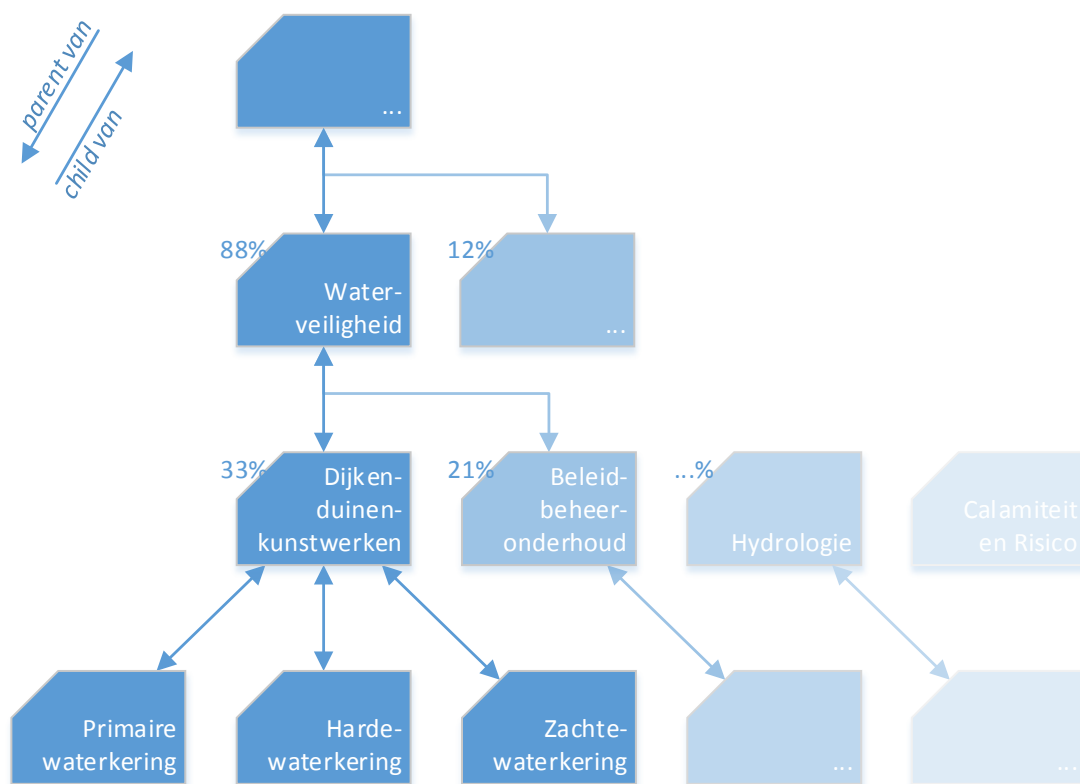 parent van
child van
...
88%
Water-
veiligheid
12%
...
33%
Dijken-
duinen-
kunstwerken
21%
Beleid-
beheer-
onderhoud
...%
Hydrologie
Calamiteit
en Risico
Primaire
waterkering
Harde-
waterkering
Zachte-
waterkering
...
...